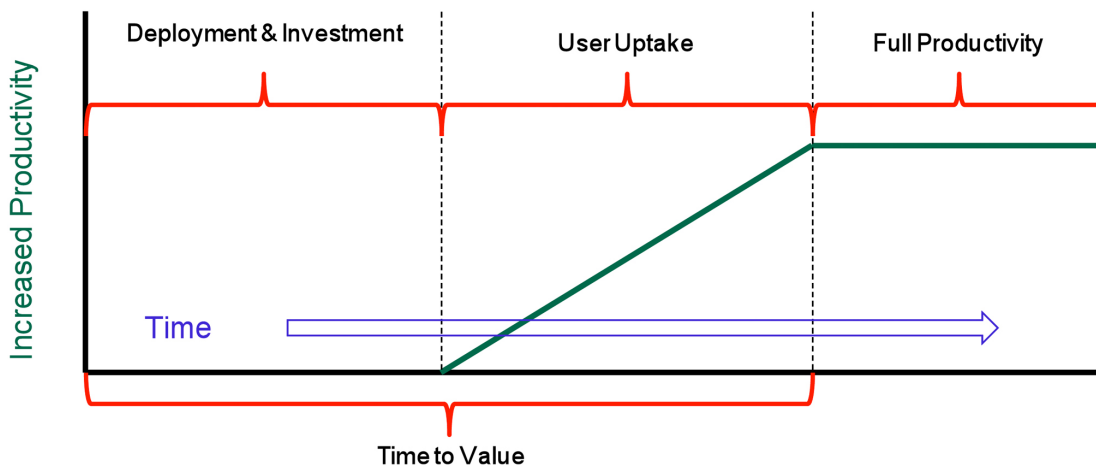 Deployment & Investment
User Uptake
Full Productivity
Increased Productivity
Time
Time to Value